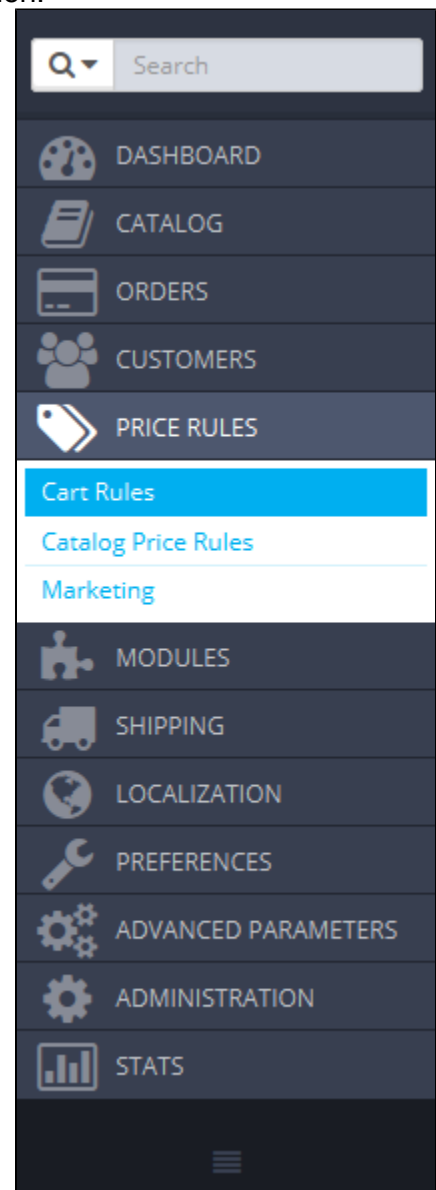 Search
DASHBOARD
CATALOG
ORDERS
CUSTOMERS
PRICE RULES
Cart Rules
Catalog Price Rules
Marketing
MODULES
SHIPPING
LOCALIZATION
PREFERENCES
ADVANCED PARAMETERS
ADMINISTRATION
STATS